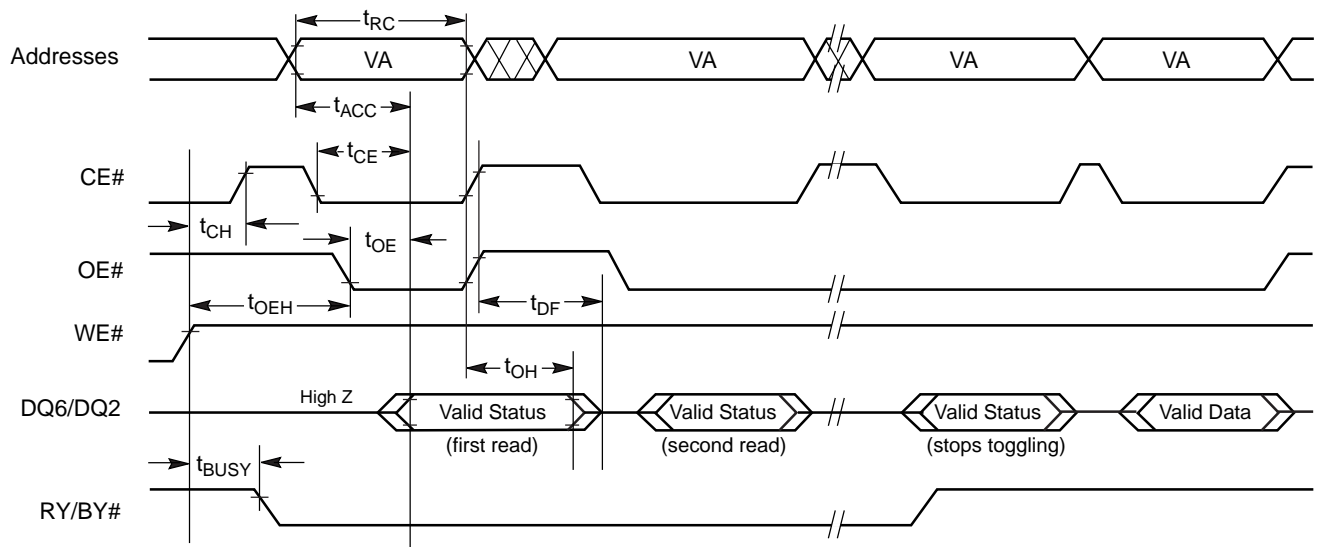 tRC
Addresses VA VA VA VA
tACC
tCE
CE#
tCH tOE
OE#
tOEH tDF
WE#
tOH
High Z
DQ6/DQ2 Valid Status Valid Status Valid Status Valid Data
(first read) (second read) (stops toggling)
tBUSY
RY/BY#